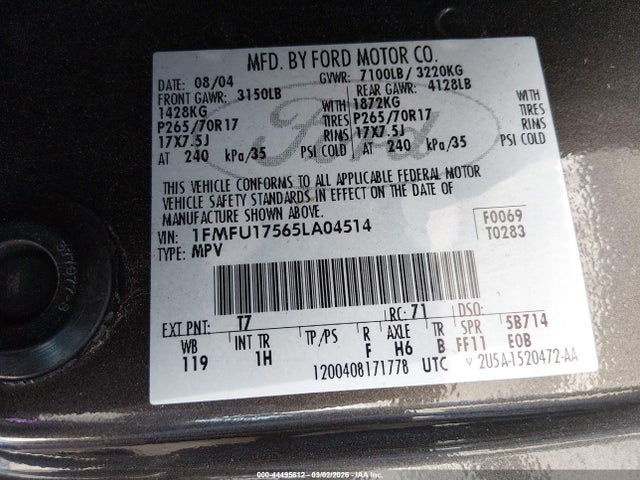 MFD. BY FORD MOTOR CO.
DATE: 08/04 GVWR: 7100LB/ 3220KG
FRONT GAWR: 3150LB REAR GAWR: 4128LB
1428KG WITH 1872KG WITH
P265/70R17 TIRES P265/70R17 TIRES
17X7.5J RIMS 17X7.5J RIMS
AT 240 kPa/35 PSI COLD AT 240 kPa/35 PSI COLD
Ford
THIS VEHICLE CONFORMS TO ALL APPLICABLE FEDERAL MOTOR
VEHICLE SAFETY STANDARDS IN EFFECT ON THE DATE OF
MANUFACTURE SHOWN ABOVE.
VIN: 1FMFU17565LA04514 F0069
TYPE: MPV T0283
EXT PNT: T7 RC: 71 DSO:
WB INT TR TP/PS R AXLE TR SPR 5B714
119 1H F H6 B FF11 EOB
1200408171778 UTC ▽ 2U5A-1520472-AA
000-44495612 - 03/02/2026 - IAA Inc.